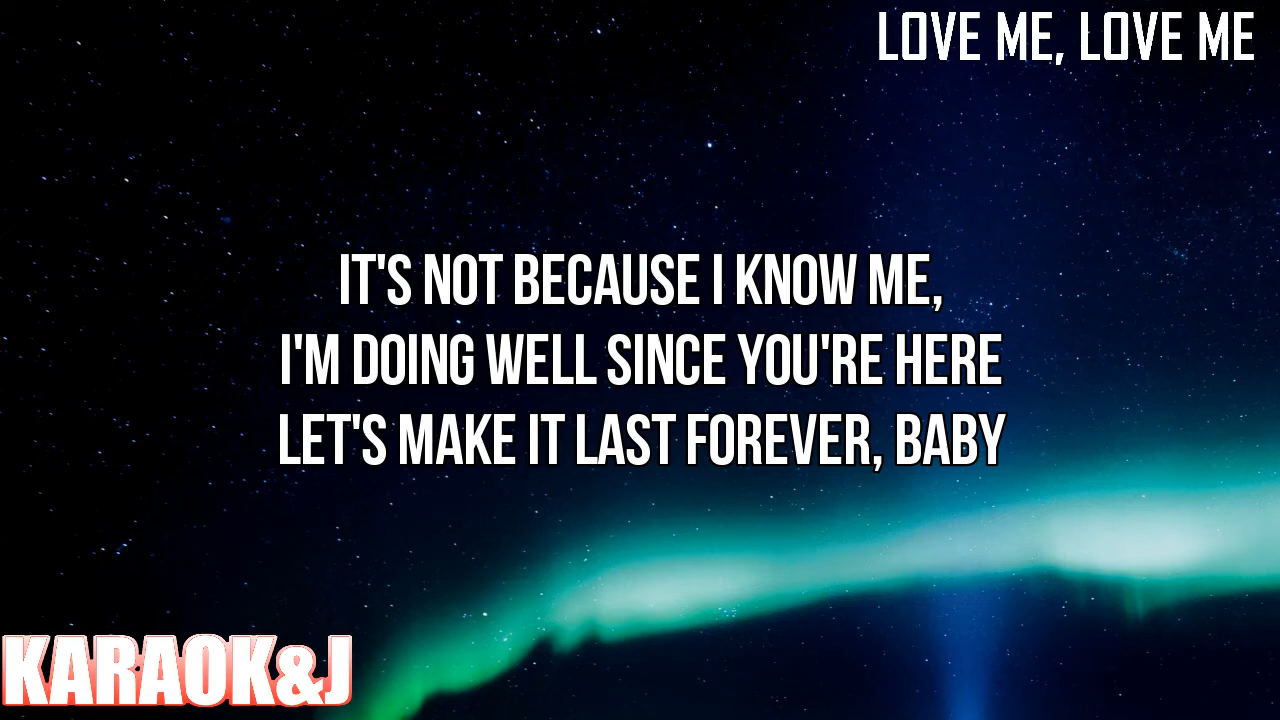 LOVE ME, LOVE ME
IT'S NOT BECAUSE I KNOW ME,
I'M DOING WELL SINCE YOU'RE HERE
LET'S MAKE IT LAST FOREVER, BABY
KARAOK&J